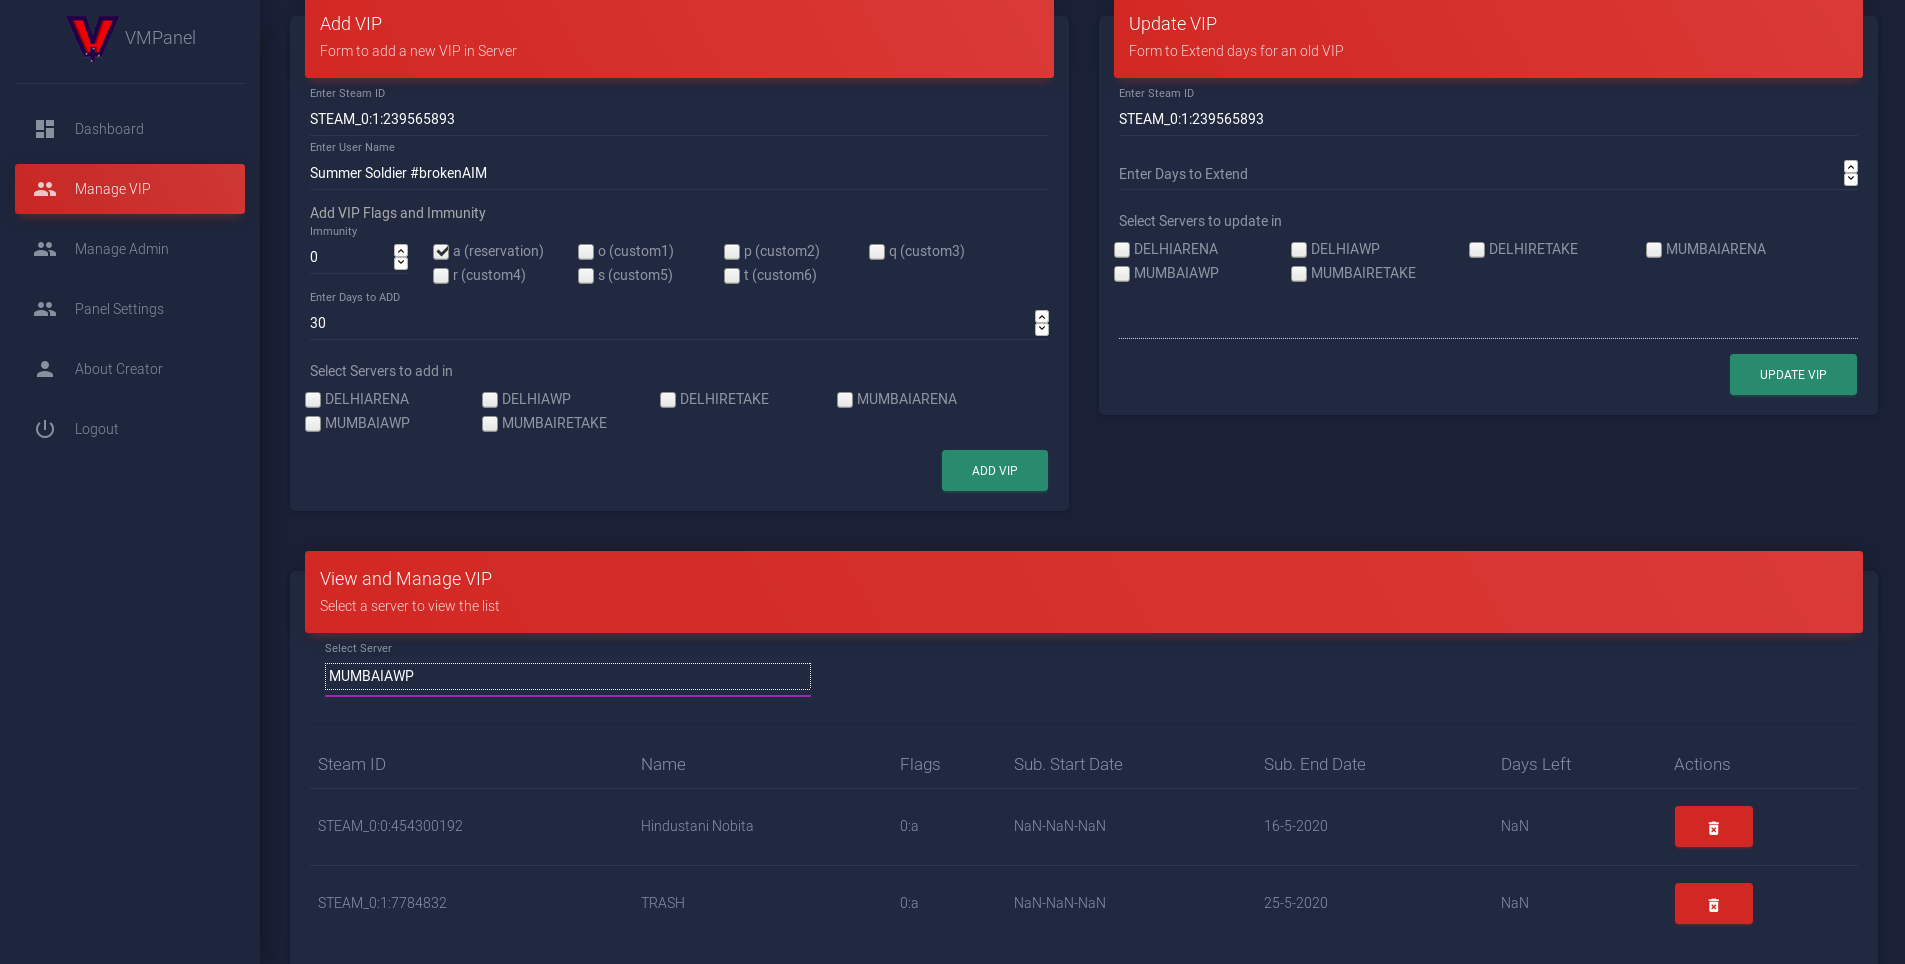 VMPanel
Dashboard
Manage VIP
Manage Admin
Panel Settings
About Creator
Logout
Add VIP
Form to add a new VIP in Server
Enter Steam ID
STEAM_0:1:239565893
Enter User Name
Summer Soldier #brokenAIM
Add VIP Flags and Immunity
Immunity
0
a (reservation) o (custom1) p (custom2) q (custom3)
r (custom4) s (custom5) t (custom6)
Enter Days to ADD
30
Select Servers to add in
DELHIARENA DELHIAWP DELHIRETAKE MUMBAIARENA
MUMBAIAWP MUMBAIRETAKE
ADD VIP
Update VIP
Form to Extend days for an old VIP
Enter Steam ID
STEAM_0:1:239565893
Enter Days to Extend
Select Servers to update in
DELHIARENA DELHIAWP DELHIRETAKE MUMBAIARENA
MUMBAIAWP MUMBAIRETAKE
UPDATE VIP
View and Manage VIP
Select a server to view the list
Select Server
MUMBAIAWP
Steam ID Name Flags Sub. Start Date Sub. End Date Days Left Actions
STEAM_0:0:454300192 Hindustani Nobita 0:a NaN-NaN-NaN 16-5-2020 NaN
STEAM_0:1:7784832 TRASH 0:a NaN-NaN-NaN 25-5-2020 NaN